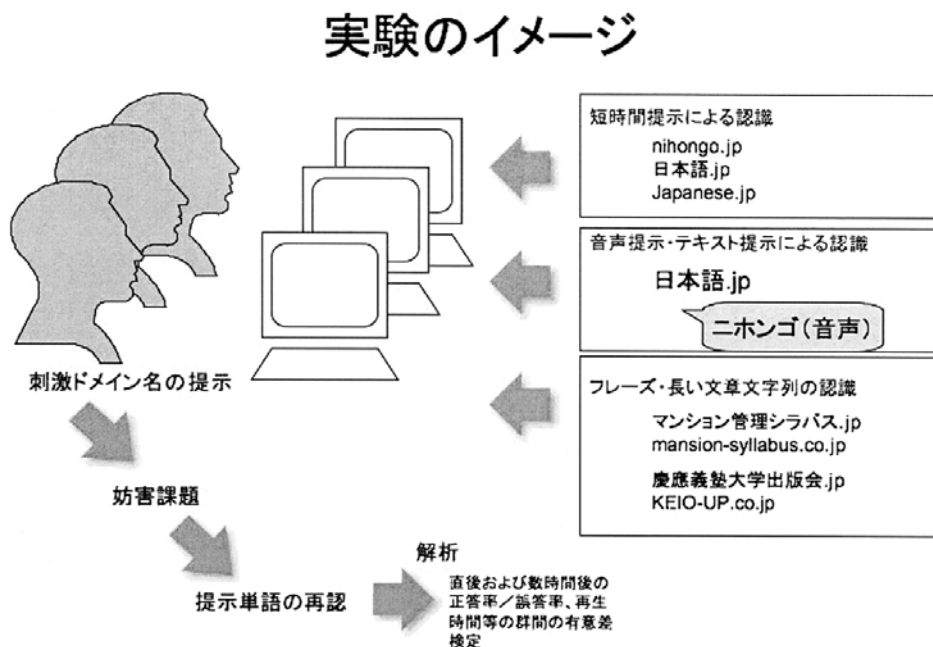 実験のイメージ
短時間提示による認識
nihongo.jp
日本語.jp
Japanese.jp
音声提示・テキスト提示による認識
日本語.jp
ニホンゴ（音声）
フレーズ・長い文章文字列の認識
マンション管理シラバス.jp
mansion-syllabus.co.jp
慶應義塾大学出版会.jp
KEIO-UP.co.jp
刺激ドメイン名の提示
妨害課題
提示単語の再認
解析
直後および数時間後の
正答率／誤答率、再生
時間等の群間の有意差
検定